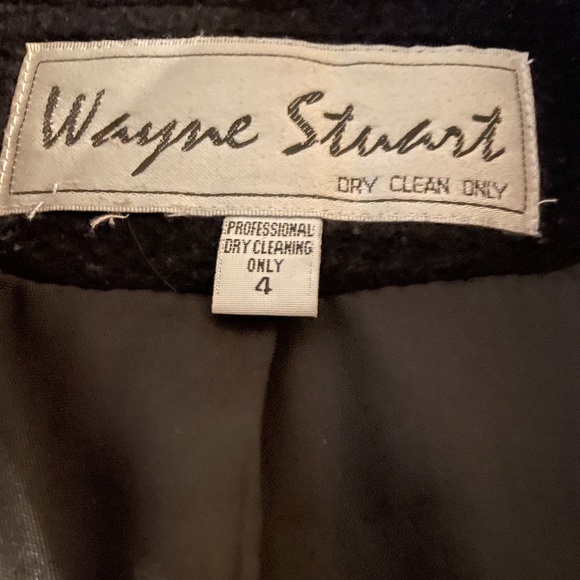 Wayne Stuart
DRY CLEAN ONLY
PROFESSIONAL
DRY CLEANING
ONLY
4